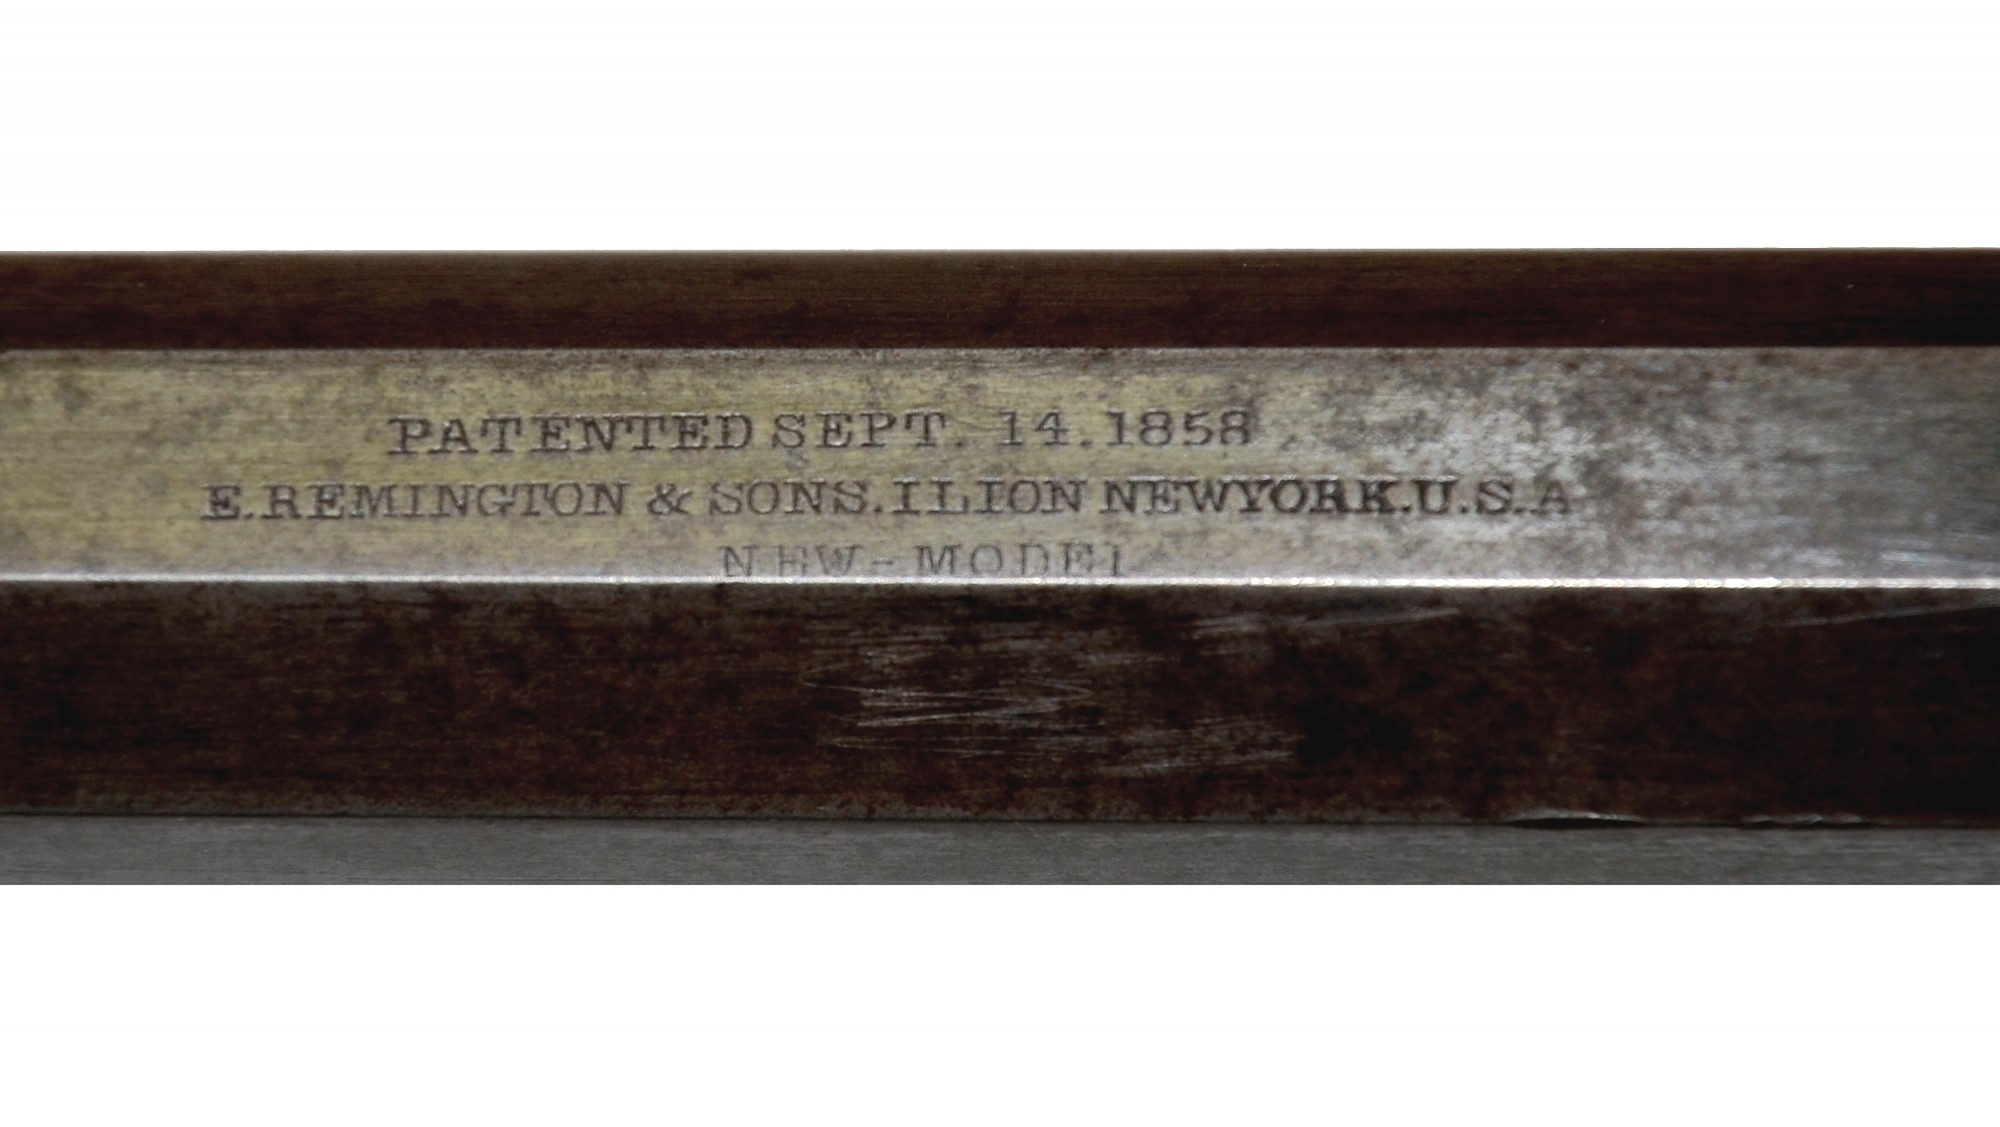 PATENTED SEPT. 14.1858
E.REMINGTON & SONS.ILION NEWYORK.U.S.A
NEW-MODEL